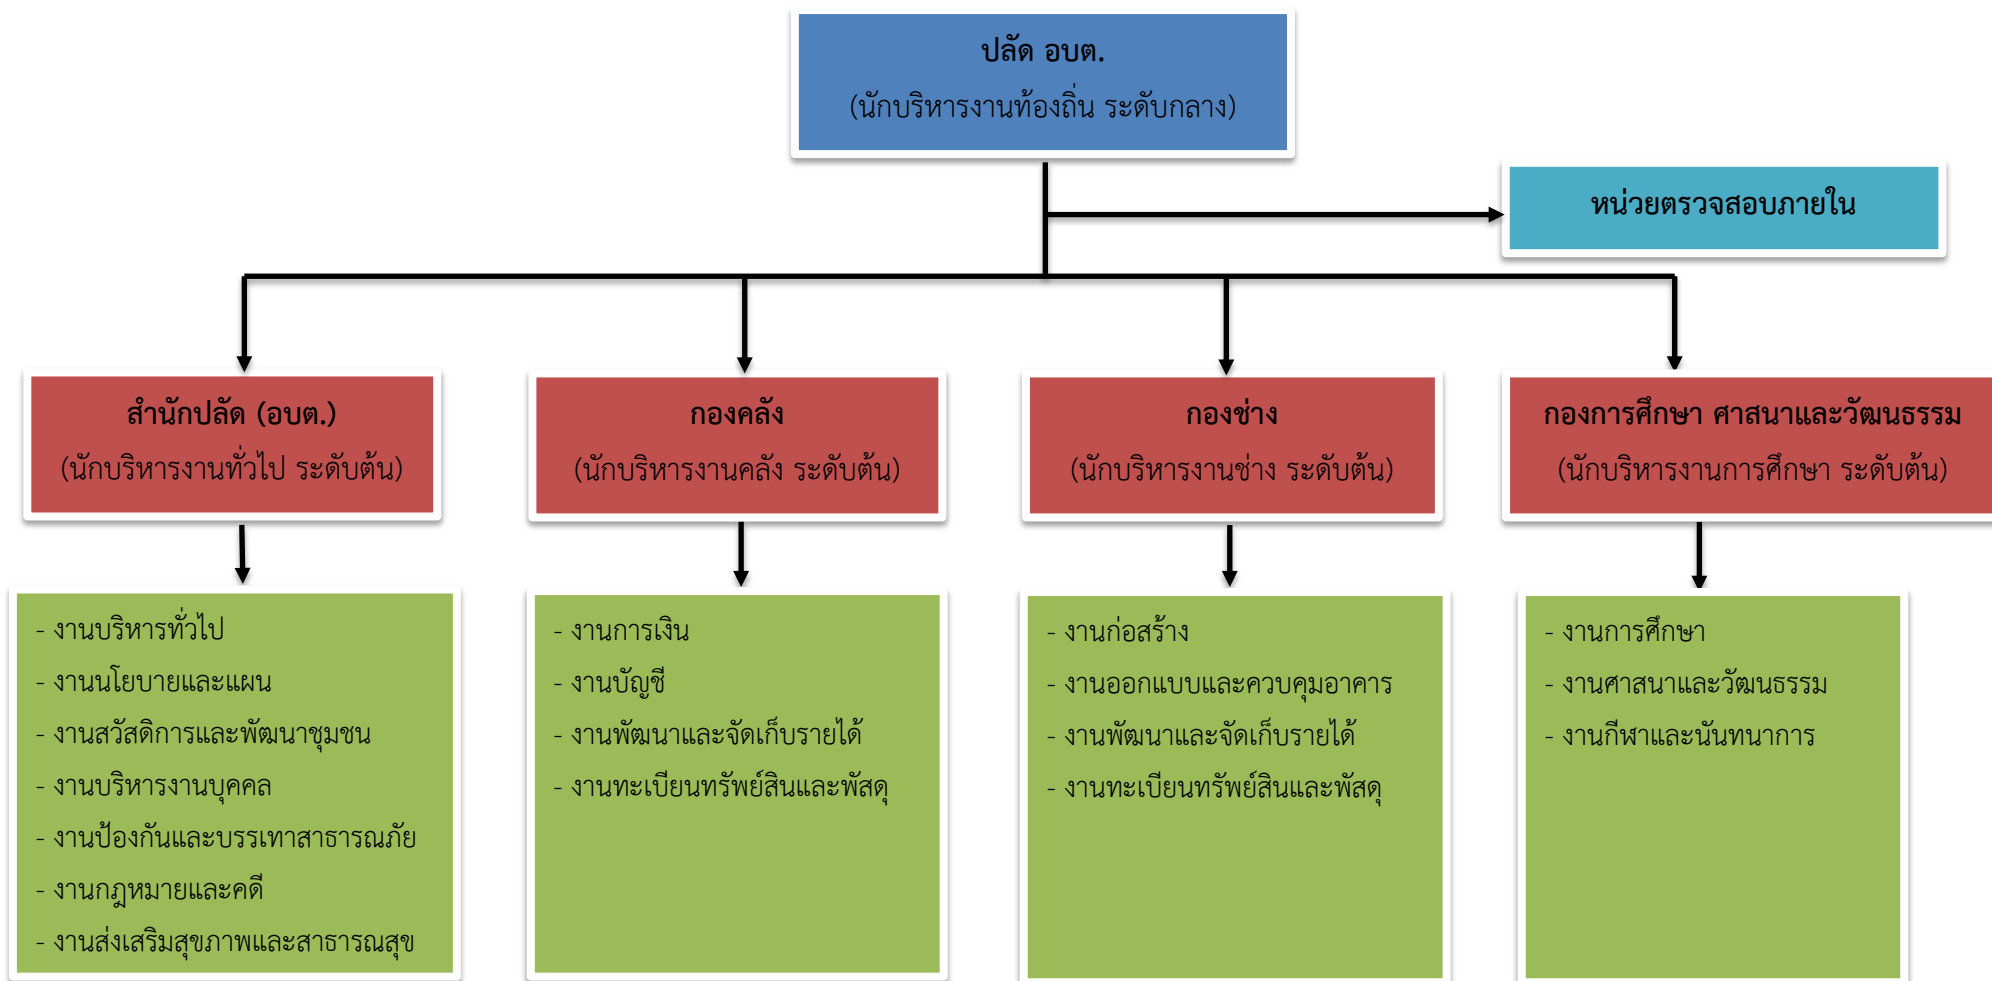 ปลัด อบต.
(นักบริหารงานท้องถิ่น ระดับกลาง)
หน่วยตรวจสอบภายใน
สำนักปลัด (อบต.)
(นักบริหารงานทั่วไป ระดับต้น)
กองคลัง
(นักบริหารงานคลัง ระดับต้น)
กองช่าง
(นักบริหารงานช่าง ระดับต้น)
กองการศึกษา ศาสนาและวัฒนธรรม
(นักบริหารงานการศึกษา ระดับต้น)
- งานบริหารทั่วไป
- งานนโยบายและแผน
- งานสวัสดิการและพัฒนาชุมชน
- งานบริหารงานบุคคล
- งานป้องกันและบรรเทาสาธารณภัย
- งานกฎหมายและคดี
- งานส่งเสริมสุขภาพและสาธารณสุข
- งานการเงิน
- งานบัญชี
- งานพัฒนาและจัดเก็บรายได้
- งานทะเบียนทรัพย์สินและพัสดุ
- งานก่อสร้าง
- งานออกแบบและควบคุมอาคาร
- งานพัฒนาและจัดเก็บรายได้
- งานทะเบียนทรัพย์สินและพัสดุ
- งานการศึกษา
- งานศาสนาและวัฒนธรรม
- งานกีฬาและนันทนาการ